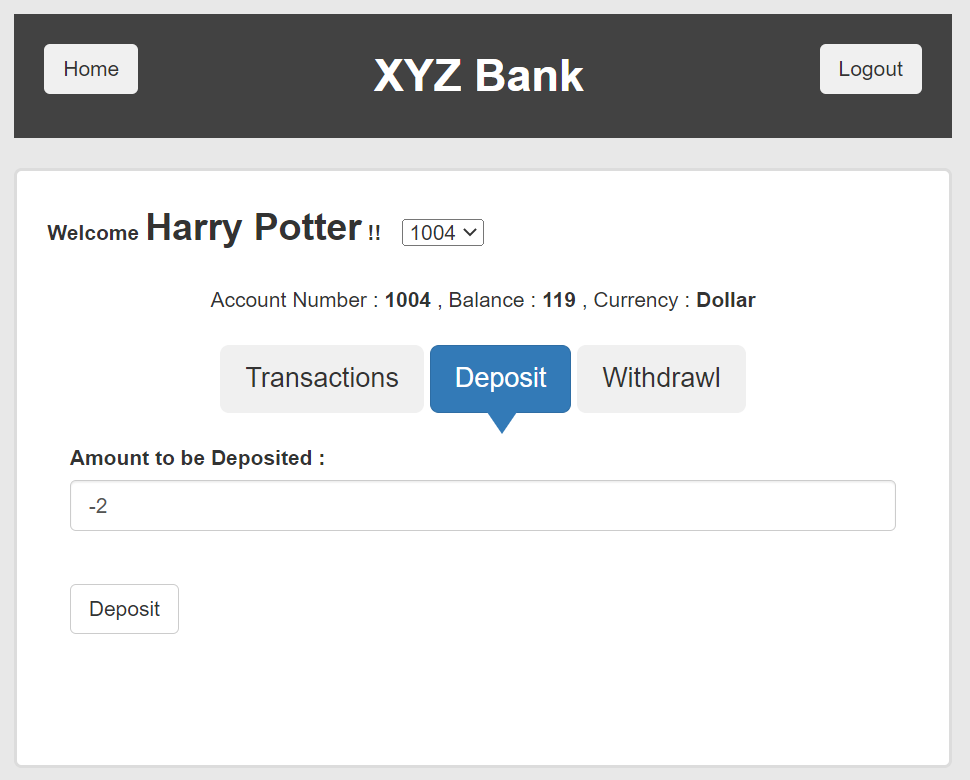 Home XYZ Bank Logout
Welcome Harry Potter !! 1004
Account Number : 1004 , Balance : 119 , Currency : Dollar
Transactions Deposit Withdrawl
Amount to be Deposited :
-2
Deposit